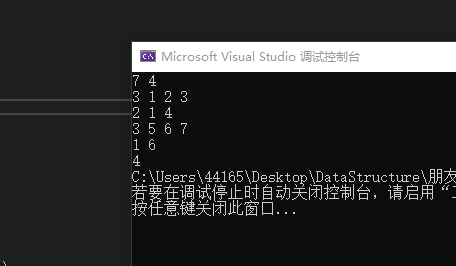 Microsoft Visual Studio 调试控制台
7 4
3 1 2 3
2 1 4
3 5 6 7
1 6
4
C:\Users\44165\Desktop\DataStructure\朋友
若要在调试停止时自动关闭控制台，请启用“
按任意键关闭此窗口...